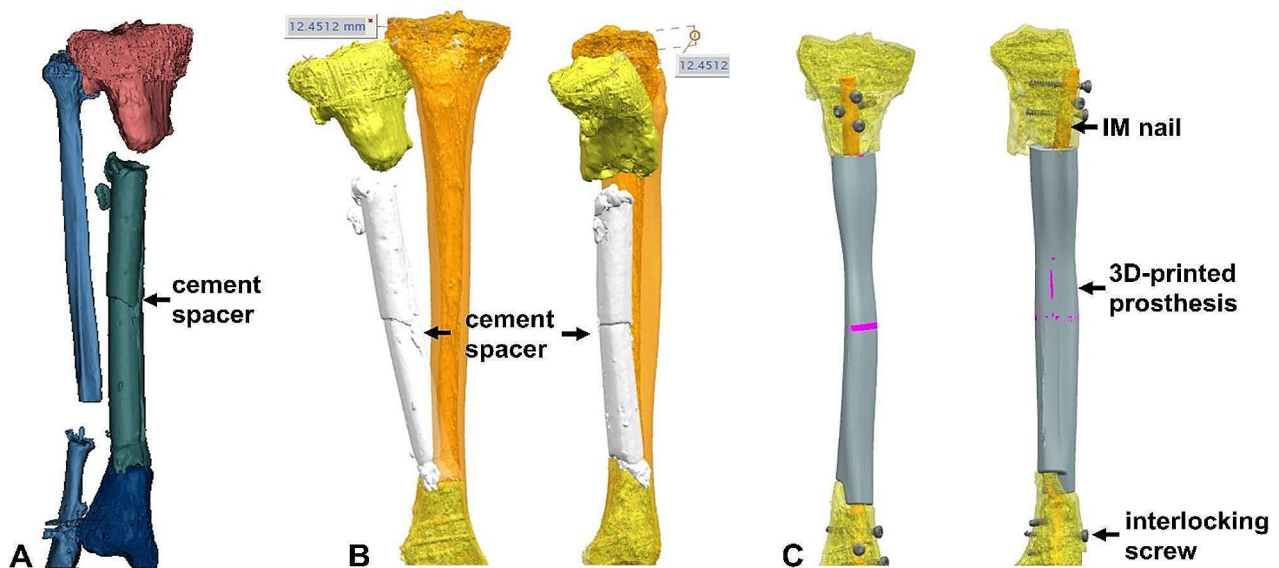 12.4512 mm
12.4512
cement
spacer
cement
spacer
IM nail
3D-printed
prosthesis
interlocking
screw
A
B
C